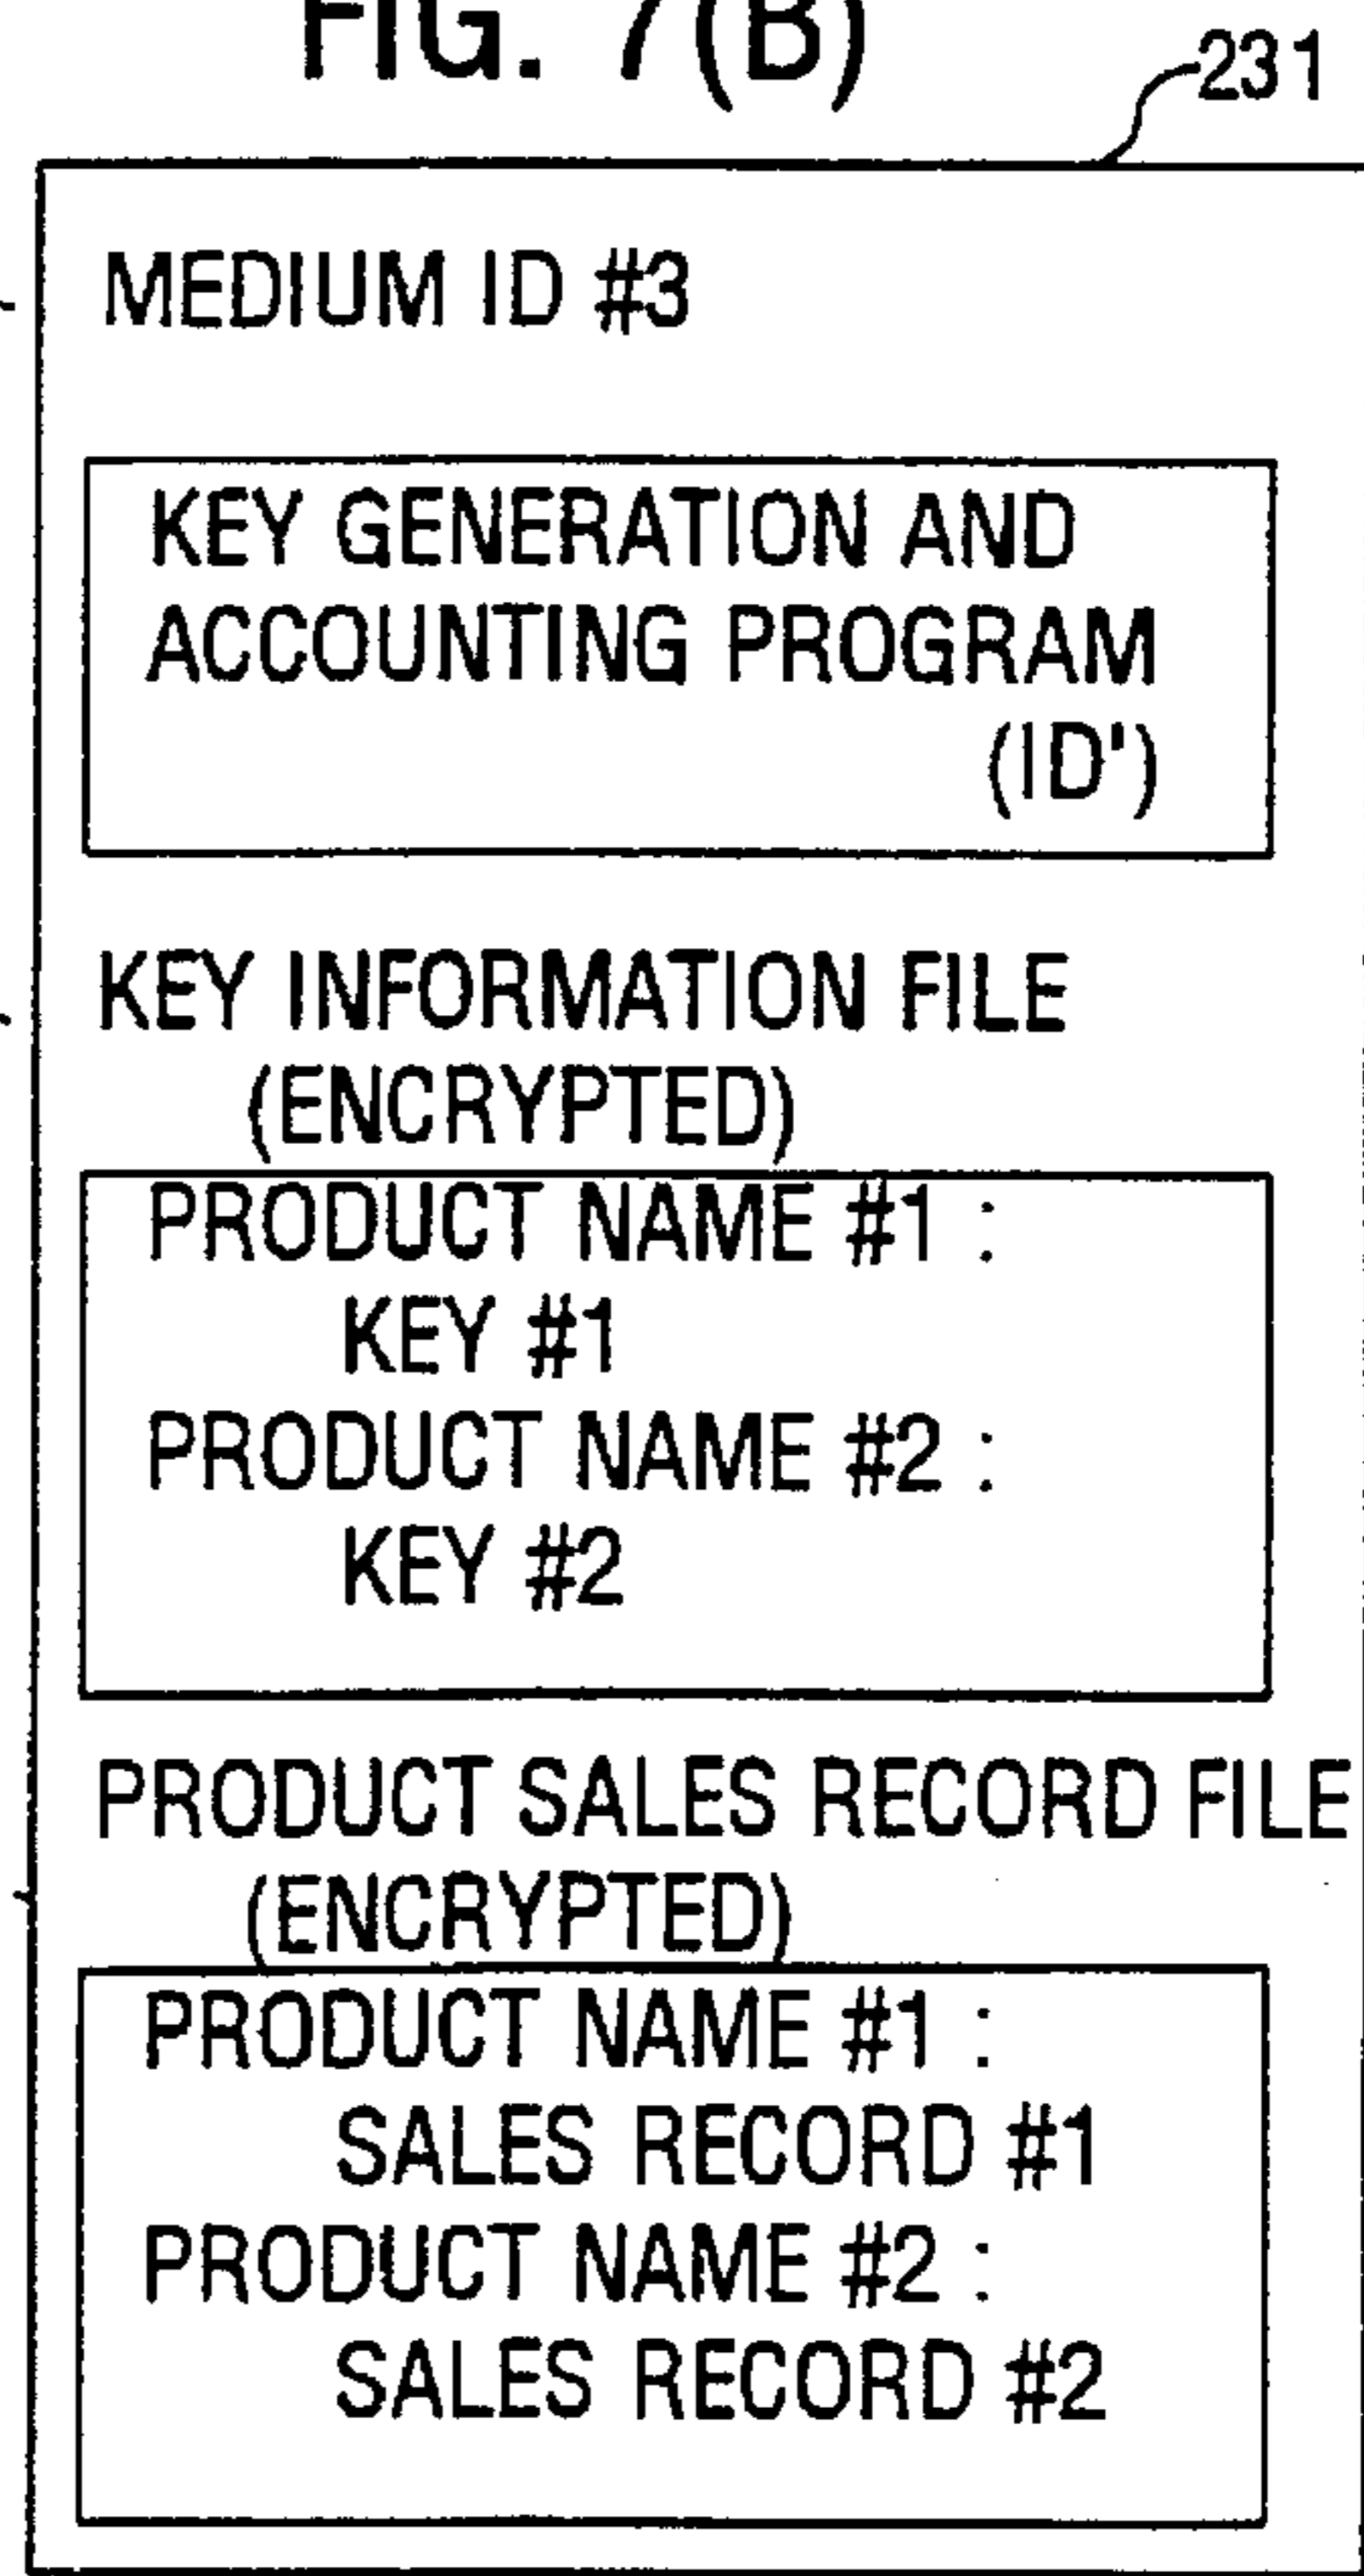 FIG. 7(B)
231
MEDIUM ID #3
KEY GENERATION AND
ACCOUNTING PROGRAM
(ID')
KEY INFORMATION FILE
(ENCRYPTED)
PRODUCT NAME #1 :
KEY #1
PRODUCT NAME #2 :
KEY #2
PRODUCT SALES RECORD FILE
(ENCRYPTED)
PRODUCT NAME #1 :
SALES RECORD #1
PRODUCT NAME #2 :
SALES RECORD #2